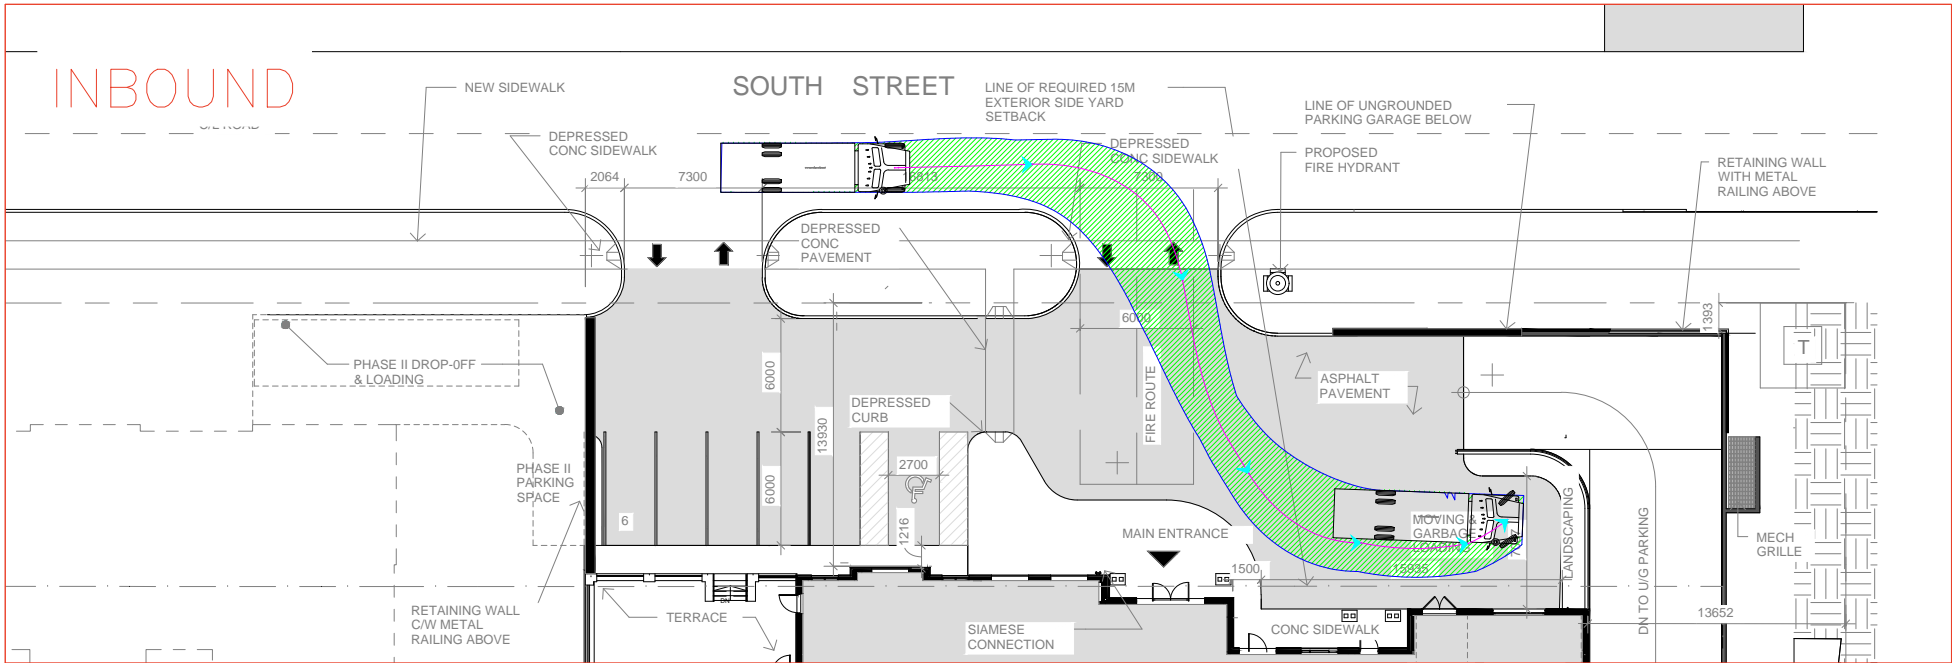 INBOUND
SOUTH STREET
NEW SIDEWALK
LINE OF REQUIRED 15M
EXTERIOR SIDE YARD
SETBACK
LINE OF UNGROUNDED
PARKING GARAGE BELOW
DEPRESSED
CONC SIDEWALK
DEPRESSED
CONC SIDEWALK
PROPOSED
FIRE HYDRANT
RETAINING WALL
WITH METAL
RAILING ABOVE
2064
7300
6813
7300
DEPRESSED
CONC
PAVEMENT
6000
1393
T
PHASE II DROP-0FF
& LOADING
6000
13930
DEPRESSED
CURB
FIRE ROUTE
ASPHALT
PAVEMENT
PHASE II
PARKING
SPACE
6
6000
2700
1216
MAIN ENTRANCE
MOVING &
GARBAGE
LOADING
LANDSCAPING
DN TO U/G PARKING
MECH
GRILLE
1500
15935
13652
RETAINING WALL
C/W METAL
RAILING ABOVE
TERRACE
DN
SIAMESE
CONNECTION
CONC SIDEWALK